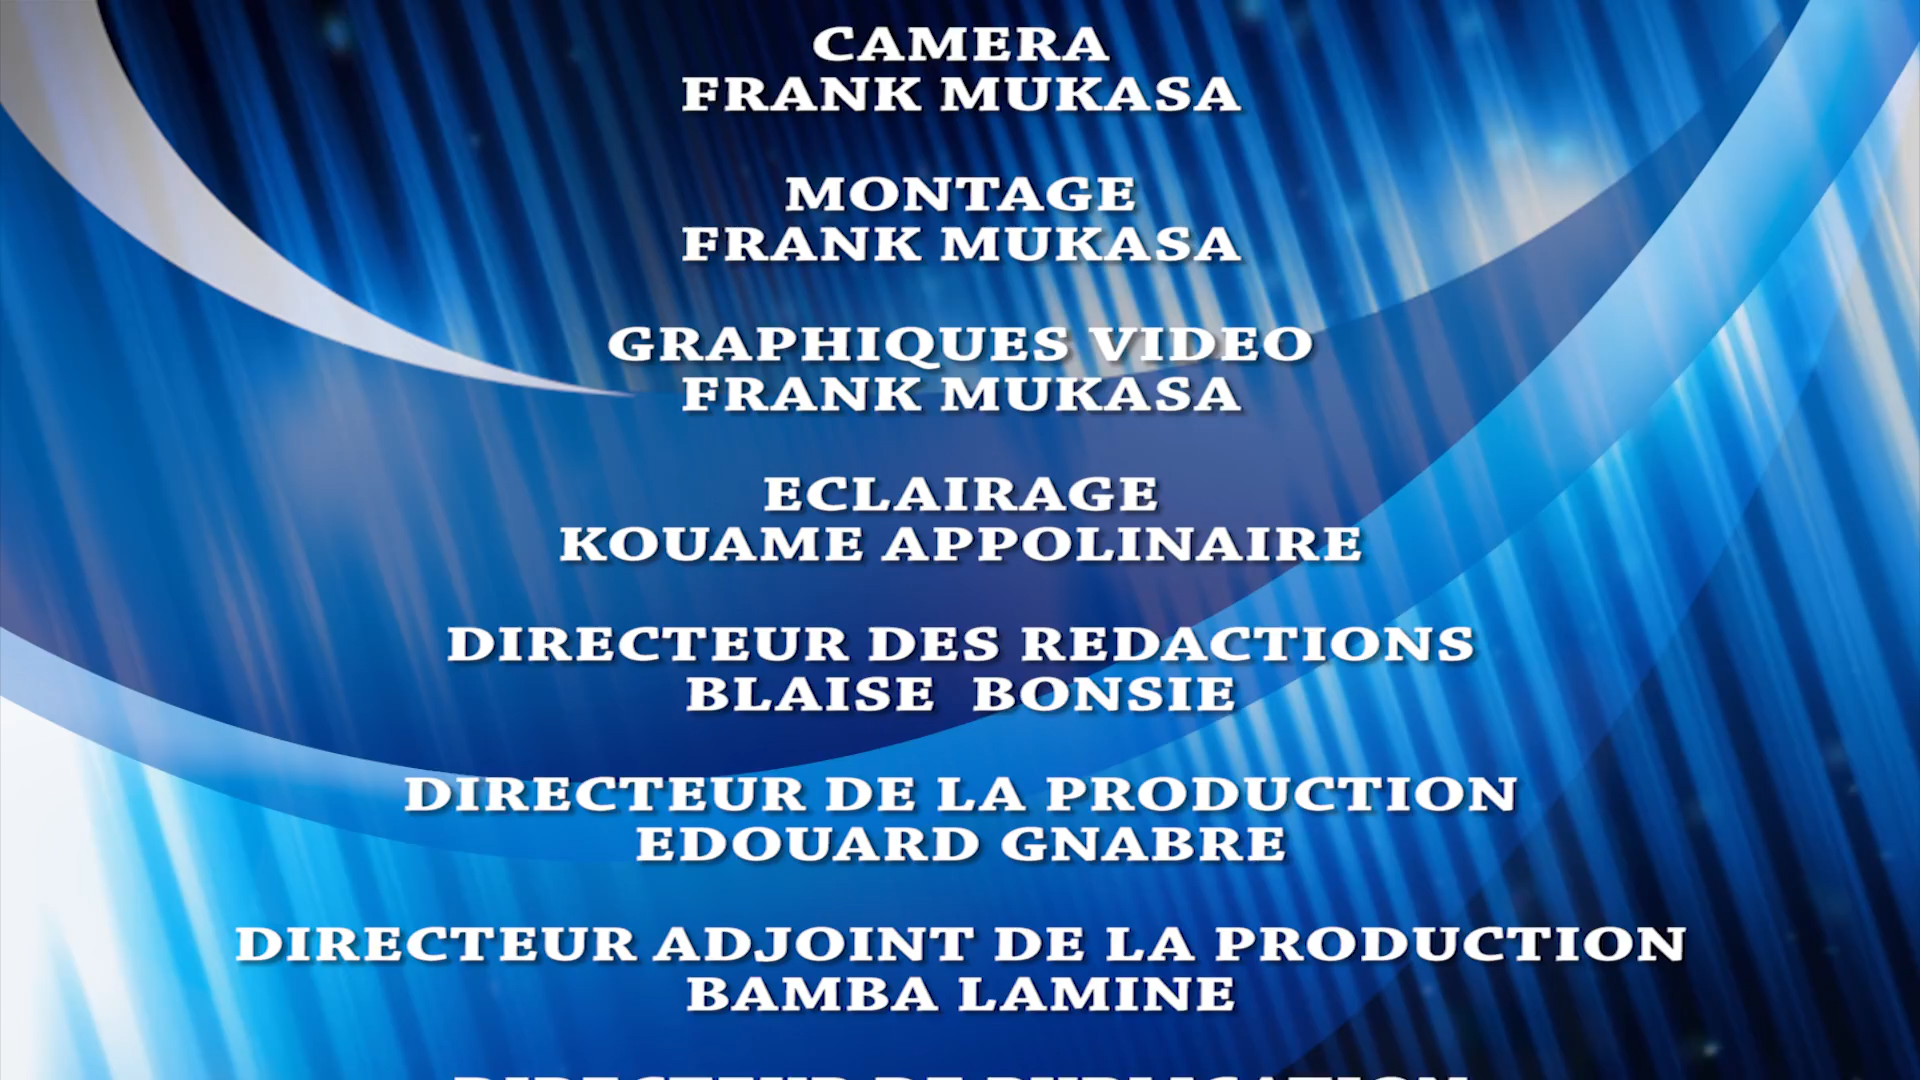 CAMERA
FRANK MUKASA
MONTAGE
FRANK MUKASA
GRAPHIQUES VIDEO
FRANK MUKASA
ECLAIRAGE
KOUAME APPOLINAIRE
DIRECTEUR DES REDACTIONS
BLAISE BONSIE
DIRECTEUR DE LA PRODUCTION
EDOUARD GNABRE
DIRECTEUR ADJOINT DE LA PRODUCTION
BAMBA LAMINE